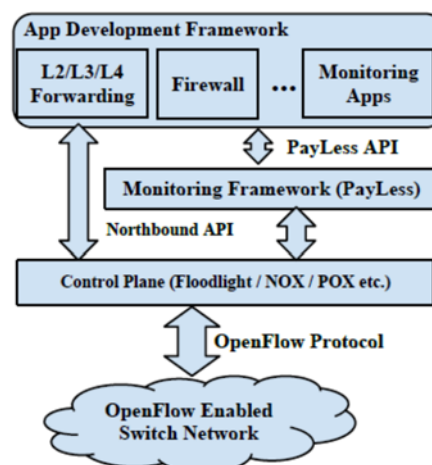 App Development Framework
L2/L3/L4
Forwarding
Firewall
...
Monitoring
Apps
PayLess API
Monitoring Framework (PayLess)
Northbound API
Control Plane (Floodlight / NOX / POX etc.)
OpenFlow Protocol
OpenFlow Enabled
Switch Network